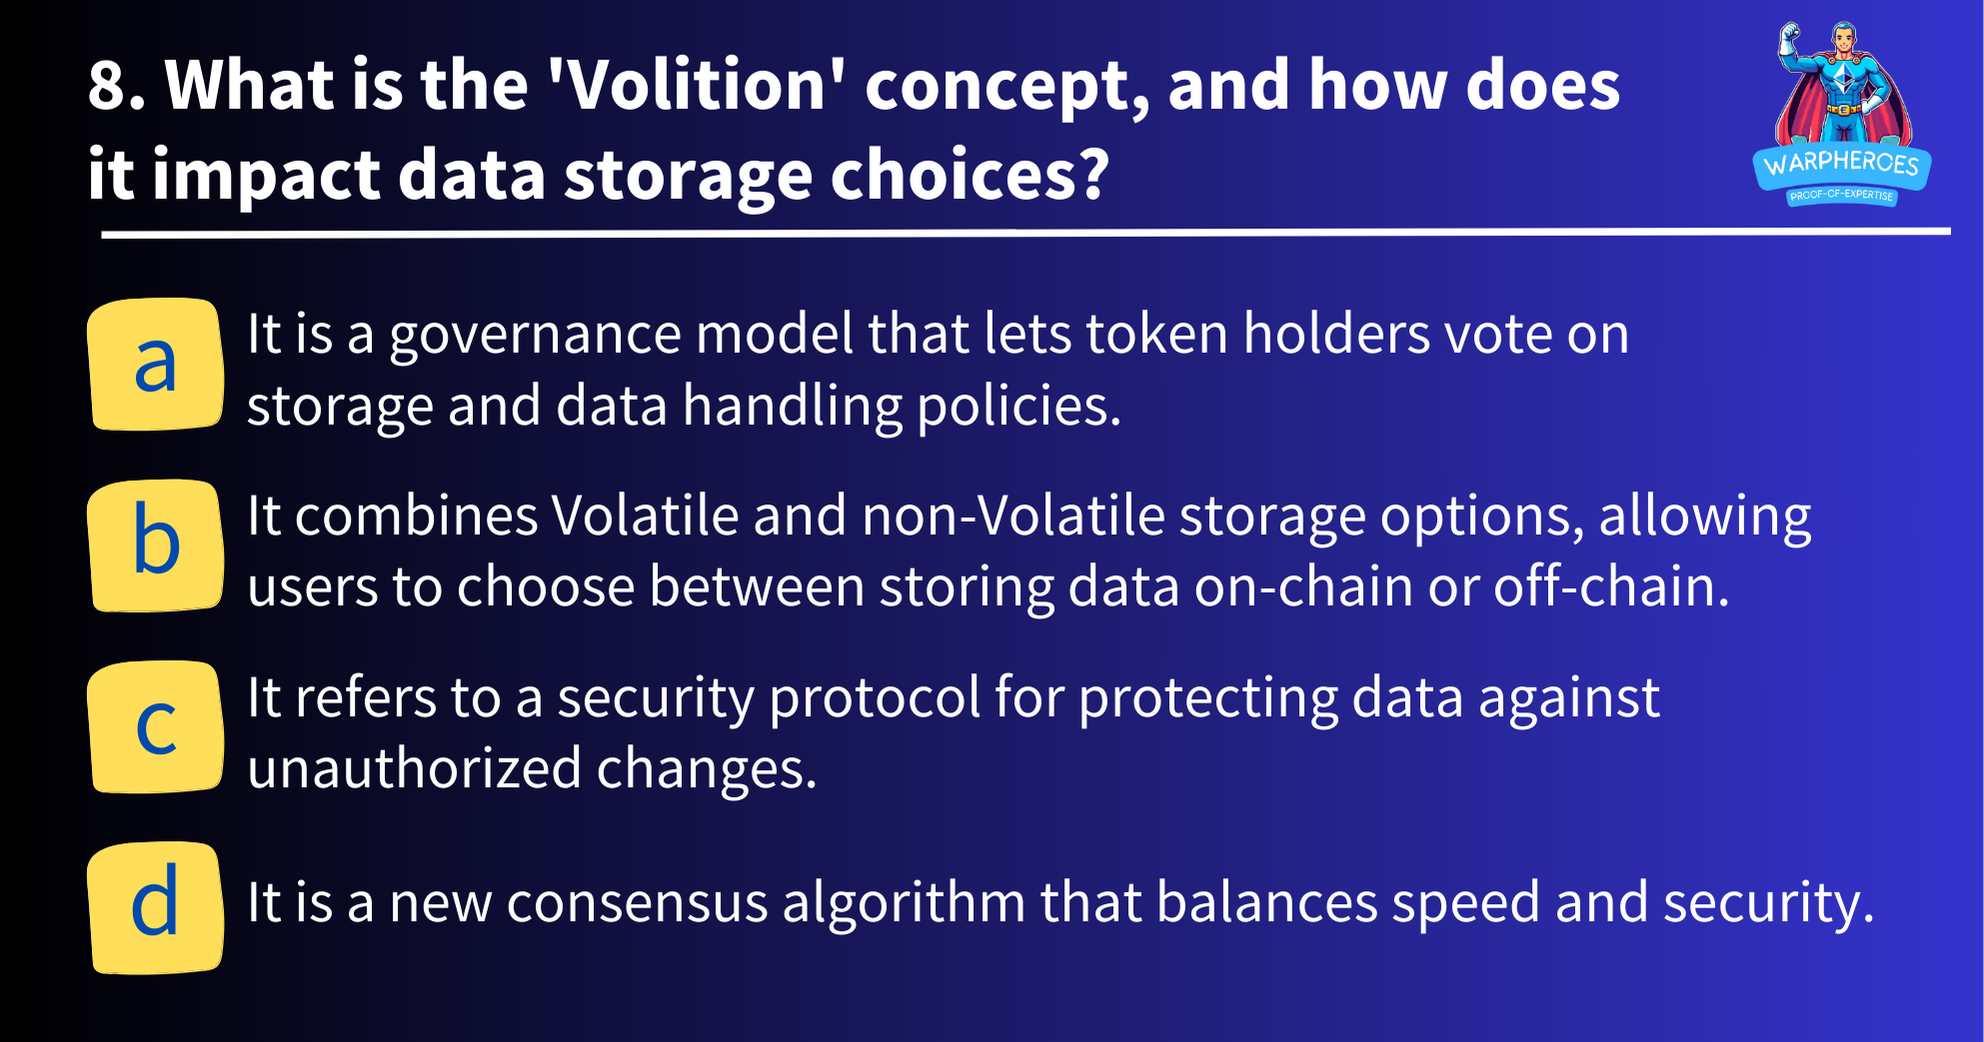 8. What is the 'Volition' concept, and how does
it impact data storage choices?
WARPHEROES
PROOF-OF-EXPERTISE
a
It is a governance model that lets token holders vote on
storage and data handling policies.
b
It combines Volatile and non-Volatile storage options, allowing
users to choose between storing data on-chain or off-chain.
c
It refers to a security protocol for protecting data against
unauthorized changes.
d
It is a new consensus algorithm that balances speed and security.